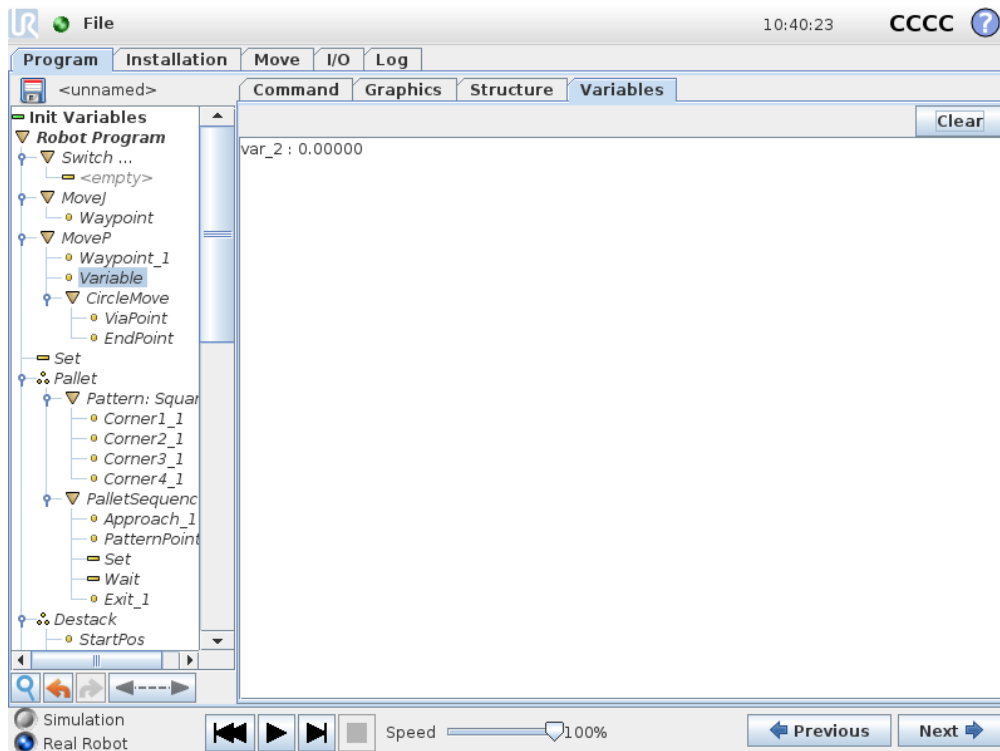 UR File 10:40:23 CCCC ?
Program Installation Move I/O Log
<unnamed>
Command Graphics Structure Variables
Clear
Init Variables
Robot Program
Switch ...
<empty>
MoveJ
Waypoint
MoveP
Waypoint_1
Variable
CircleMove
ViaPoint
EndPoint
Set
Pallet
Pattern: Squar
Corner1_1
Corner2_1
Corner3_1
Corner4_1
PalletSequenc
Approach_1
PatternPoint
Set
Wait
Exit_1
Destack
StartPos
var_2 : 0.00000
Simulation
Real Robot
Speed 100%
Previous Next